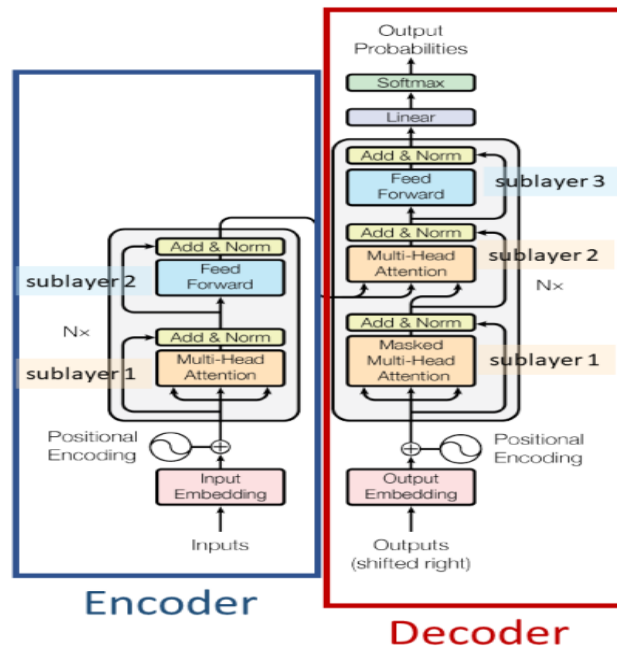 Output
Probabilities
Softmax
Linear
Add & Norm
Feed
Forward
sublayer 3
Add & Norm
Multi-Head
Attention
sublayer 2
Nx
Add & Norm
Masked
Multi-Head
Attention
sublayer 1
Positional
Encoding
Output
Embedding
Outputs
(shifted right)
Decoder
Add & Norm
Feed
Forward
sublayer 2
Nx
Add & Norm
Multi-Head
Attention
sublayer 1
Positional
Encoding
Input
Embedding
Inputs
Encoder